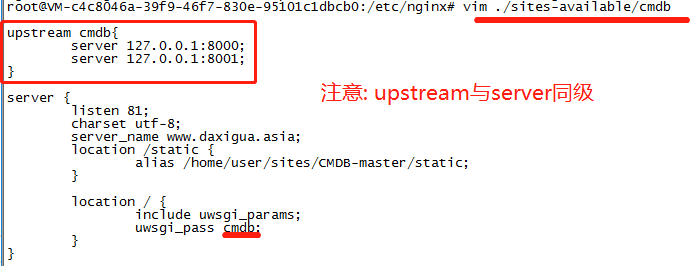 root@VM-c4c8046a-39f9-46f7-830e-95101c1dbcb0:/etc/nginx# vim ./sites-available/cmdb
upstream cmdb{
server 127.0.0.1:8000;
server 127.0.0.1:8001;
}
注意: upstream与server同级
server {
listen 81;
charset utf-8;
server_name www.daxigua.asia;
location /static {
alias /home/user/sites/CMDB-master/static;
}
location / {
include uwsgi_params;
uwsgi_pass cmdb;
}
}